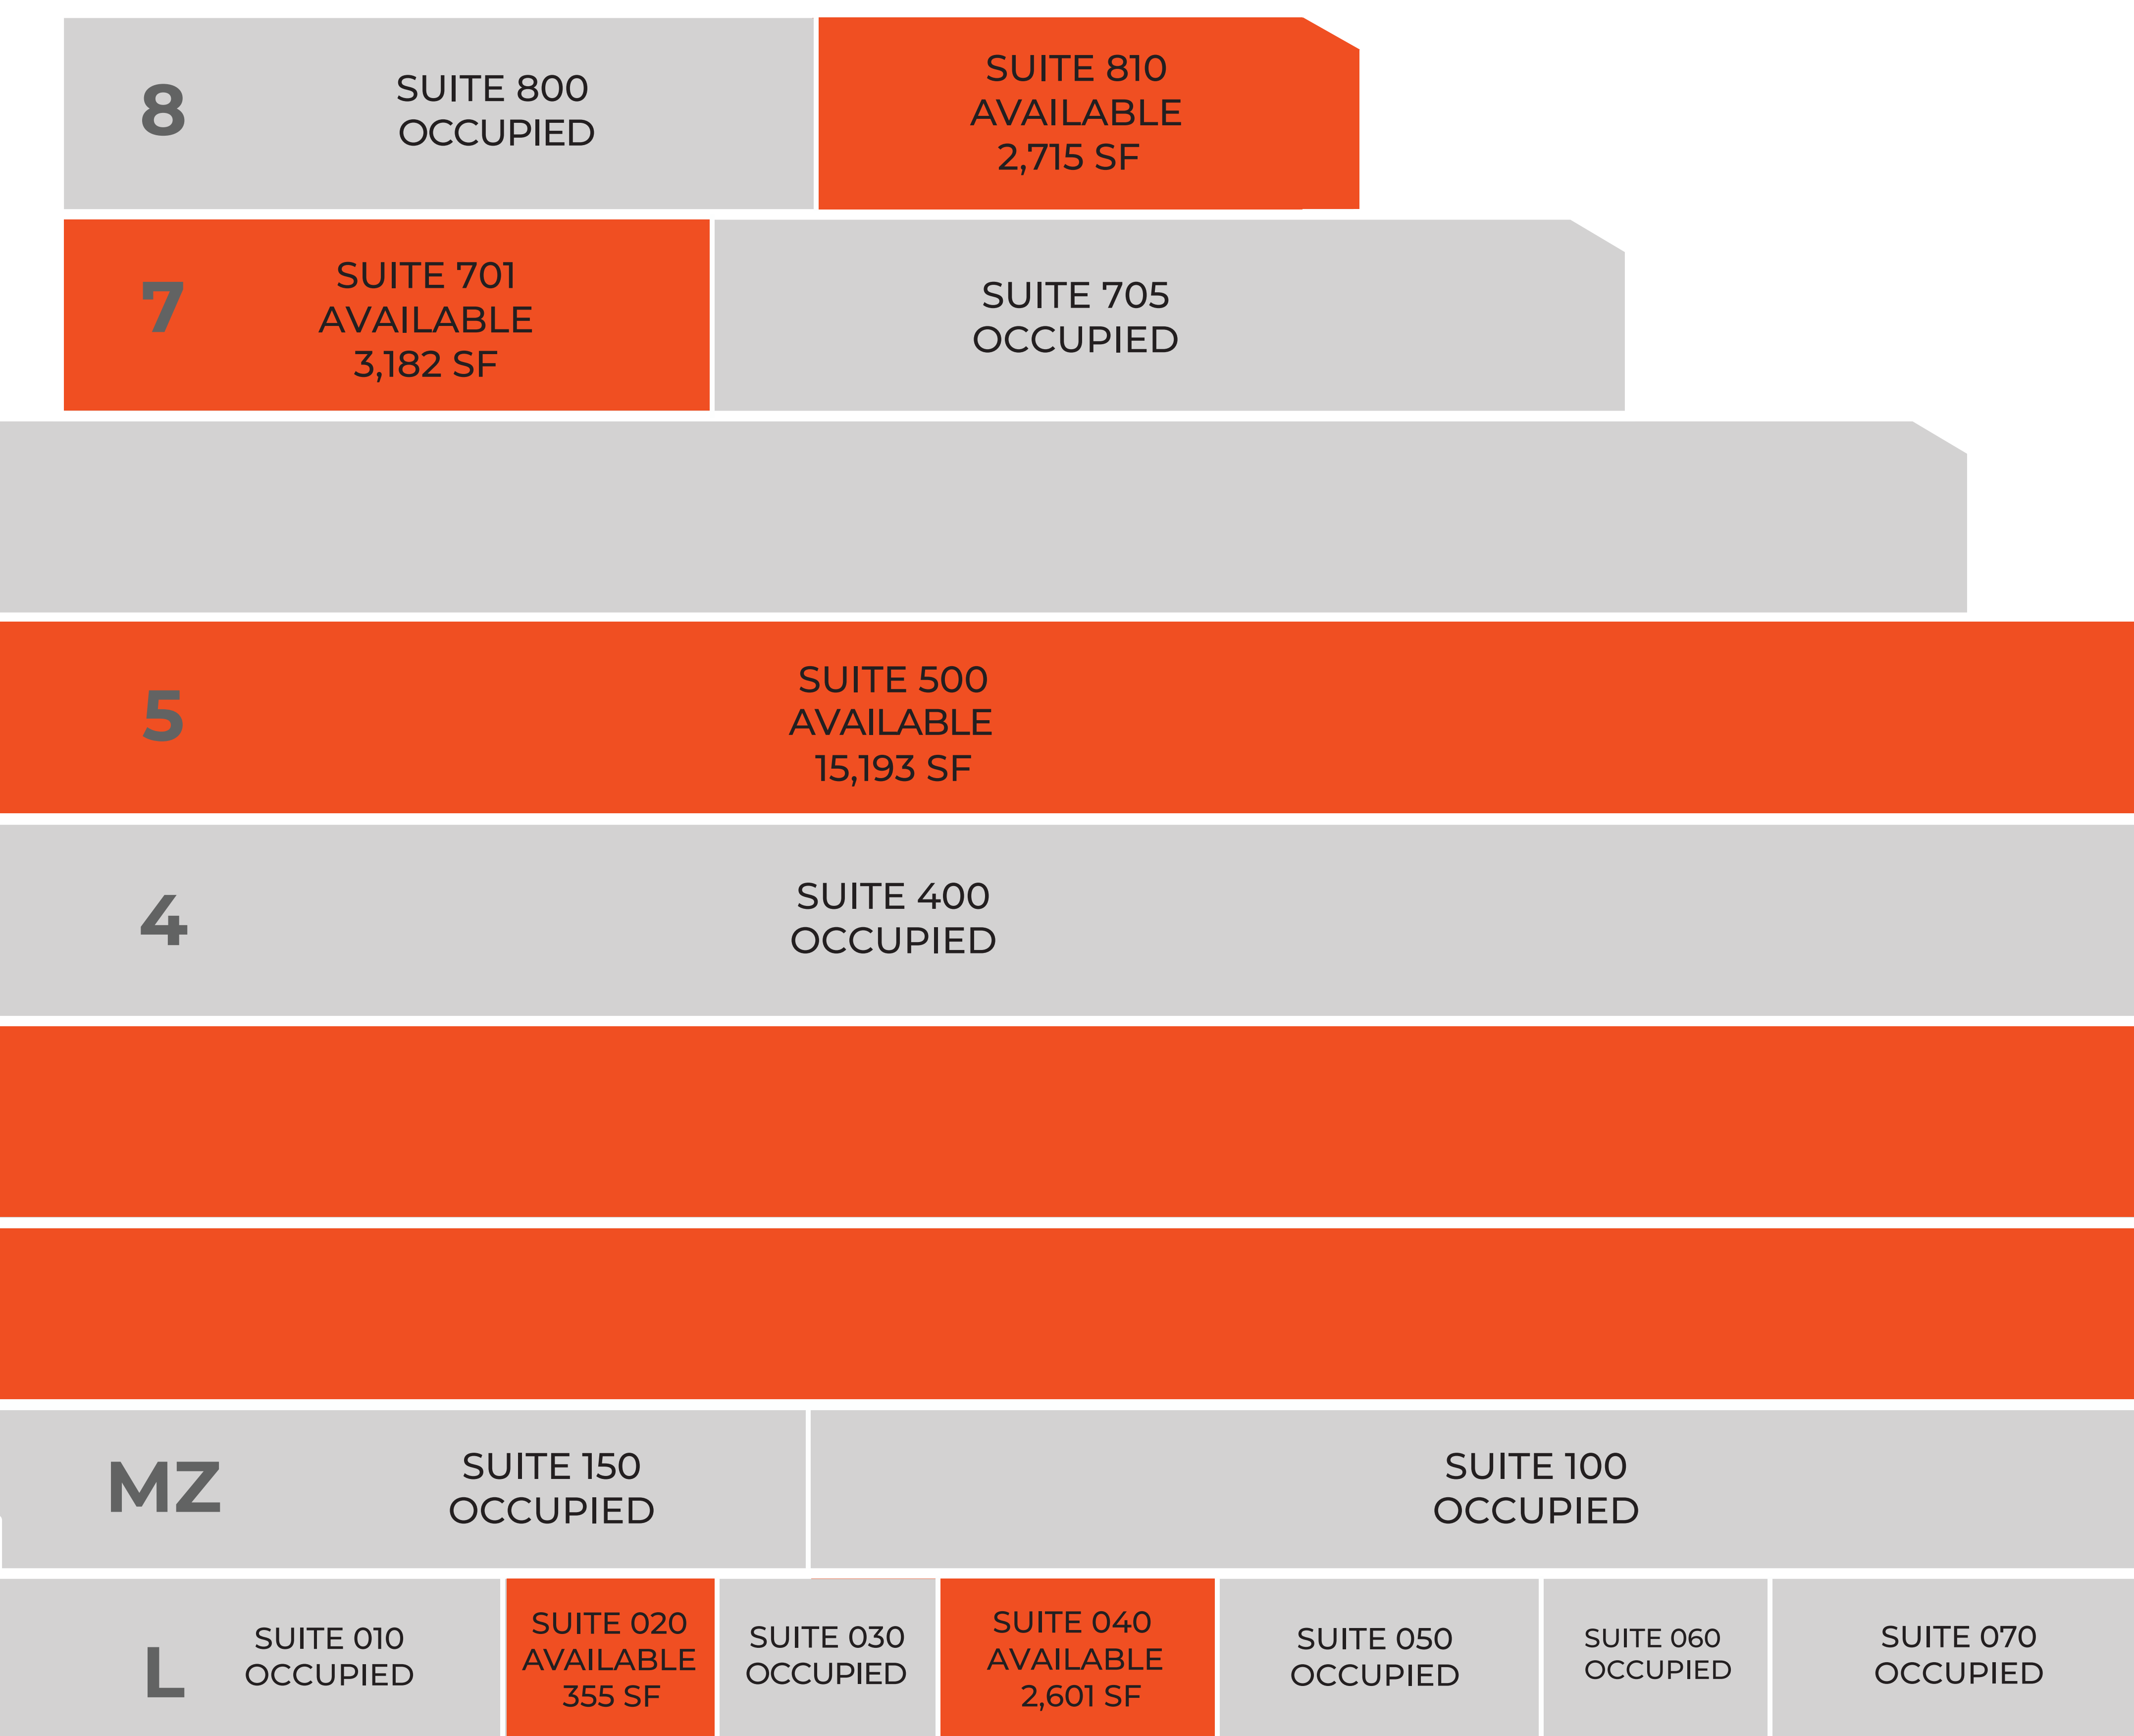 8
SUITE 800
OCCUPIED
SUITE 810
AVAILABLE
2,715 SF
7
SUITE 701
AVAILABLE
3,182 SF
SUITE 705
OCCUPIED
5
SUITE 500
AVAILABLE
15,193 SF
4
SUITE 400
OCCUPIED
MZ
SUITE 150
OCCUPIED
SUITE 100
OCCUPIED
L
SUITE 010
OCCUPIED
SUITE 020
AVAILABLE
355 SF
SUITE 030
OCCUPIED
SUITE 040
AVAILABLE
2,601 SF
SUITE 050
OCCUPIED
SUITE 060
OCCUPIED
SUITE 070
OCCUPIED